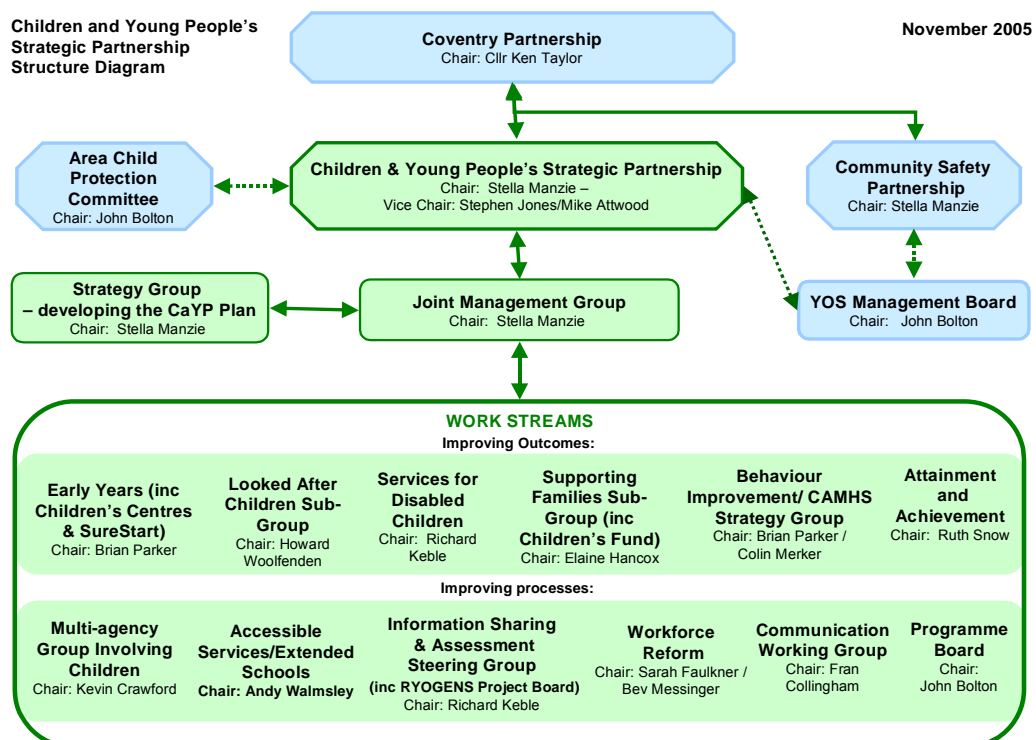 Children and Young People’s
Strategic Partnership
Structure Diagram
November 2005
Coventry Partnership
Chair: Cllr Ken Taylor
Area Child
Protection
Committee
Chair: John Bolton
Children & Young People’s Strategic Partnership
Chair: Stella Manzie –
Vice Chair: Stephen Jones/Mike Attwood
Community Safety
Partnership
Chair: Stella Manzie
Strategy Group
– developing the CaYP Plan
Chair: Stella Manzie
Joint Management Group
Chair: Stella Manzie
YOS Management Board
Chair: John Bolton
WORK STREAMS
Improving Outcomes:
Early Years (inc
Children’s Centres
& SureStart)
Chair: Brian Parker
Looked After
Children Sub-
Group
Chair: Howard
Woolfenden
Services for
Disabled
Children
Chair: Richard
Keble
Supporting
Families Sub-
Group (inc
Children’s Fund)
Chair: Elaine Hancox
Behaviour
Improvement/ CAMHS
Strategy Group
Chair: Brian Parker /
Colin Merker
Attainment
and
Achievement
Chair: Ruth Snow
Improving processes:
Multi-agency
Group Involving
Children
Chair: Kevin Crawford
Accessible
Services/Extended
Schools
Chair: Andy Walmsley
Information Sharing
& Assessment
Steering Group
(inc RYOGENS Project Board)
Chair: Richard Keble
Workforce
Reform
Chair: Sarah Faulkner /
Bev Messinger
Communication
Working Group
Chair: Fran
Collingham
Programme
Board
Chair:
John Bolton